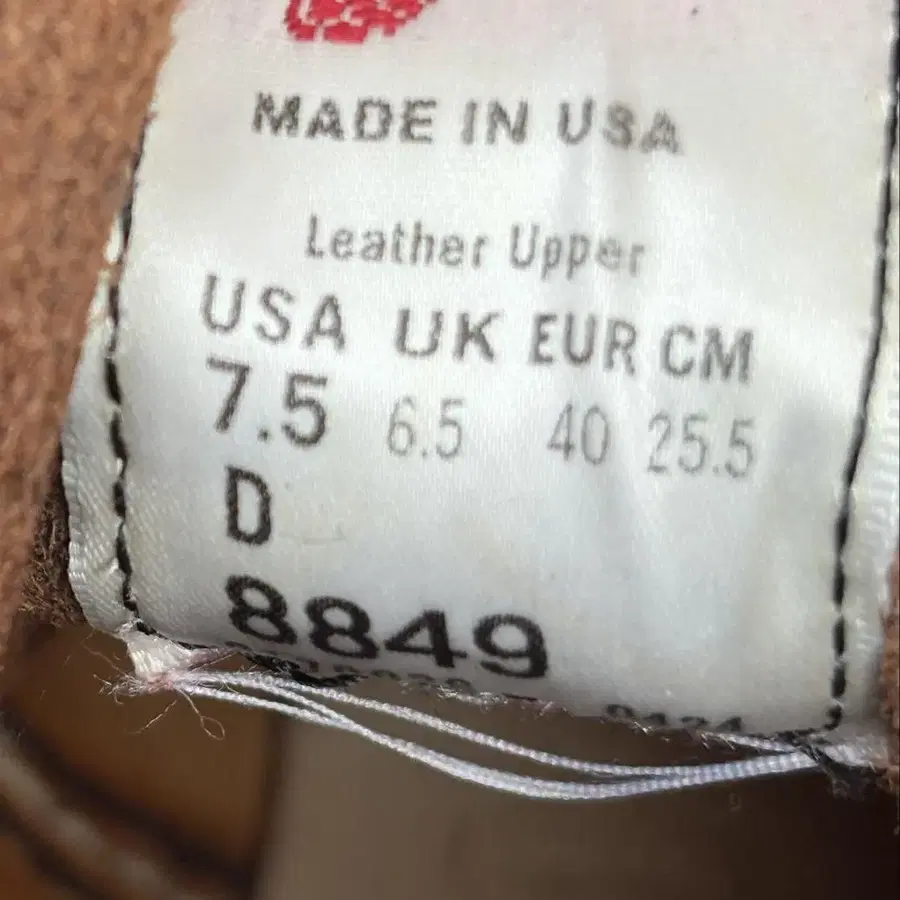 MADE IN USA
Leather Upper
USA UK EUR CM
7.5 6.5 40 25.5
D
8849